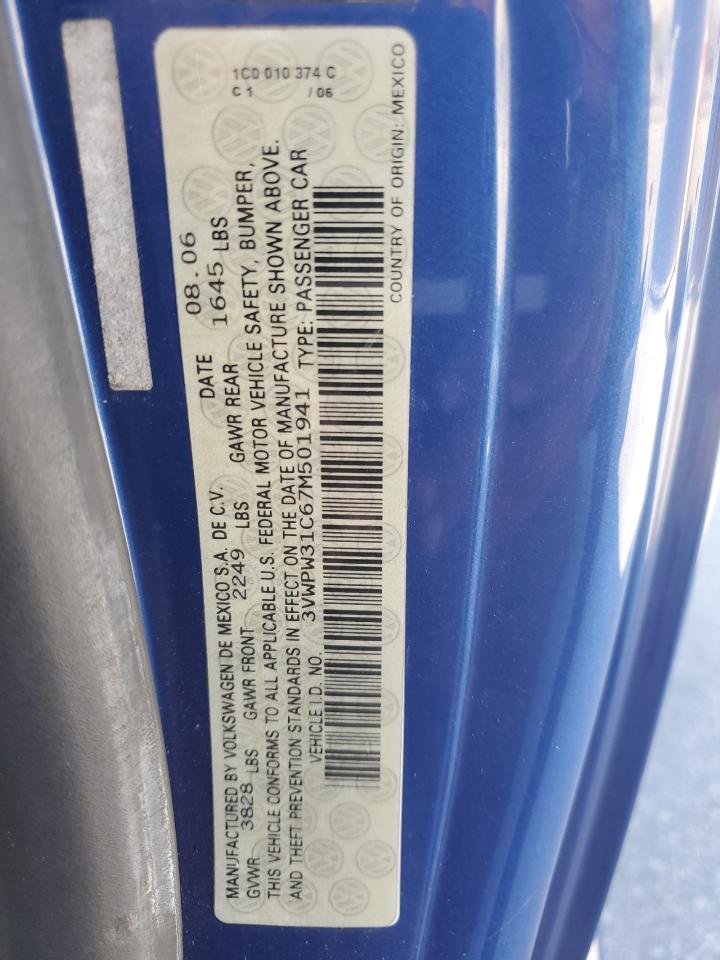 MANUFACTURED BY VOLKSWAGEN DE MEXICO S.A. DE C.V. DATE 08.06
GVWR 3828 LBS GAWR FRONT 2249 LBS GAWR REAR 1645 LBS
THIS VEHICLE CONFORMS TO ALL APPLICABLE U.S. FEDERAL MOTOR VEHICLE SAFETY, BUMPER,
AND THEFT PREVENTION STANDARDS IN EFFECT ON THE DATE OF MANUFACTURE SHOWN ABOVE.
VEHICLE I.D. NO. 3VWPW31C67M501941 TYPE: PASSENGER CAR
COUNTRY OF ORIGIN: MEXICO
1C0 010 374 C
C 1 / 06